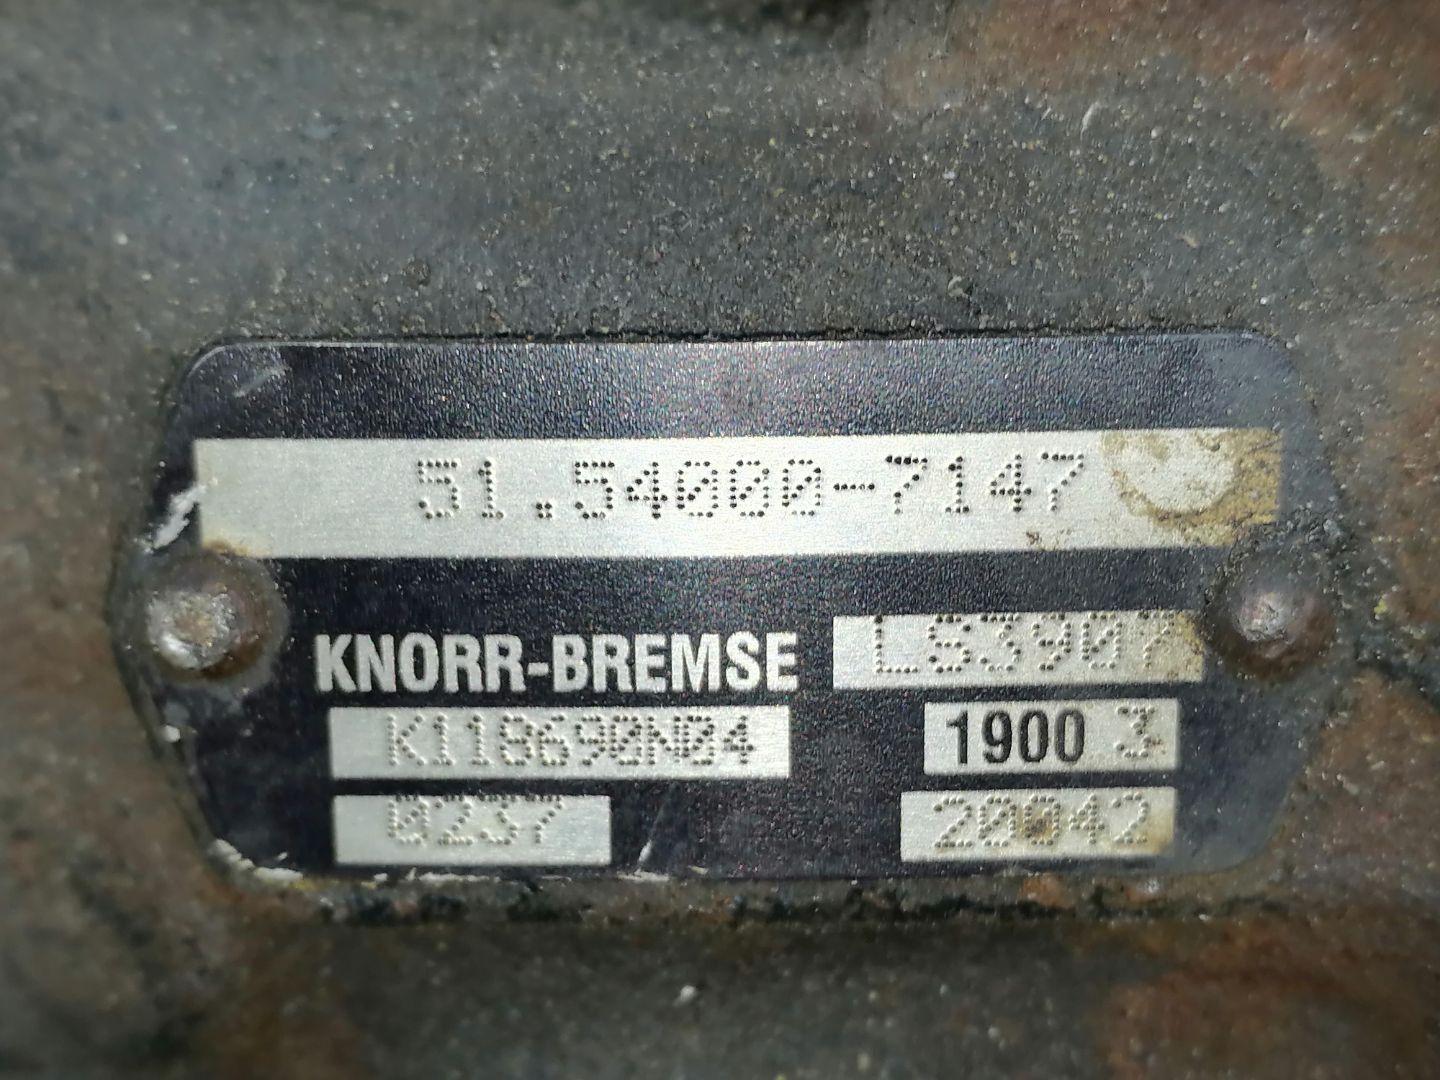 51.54000-7147
KNORR-BREMSE LS3907
K118690N04 1900 3
0237 20042